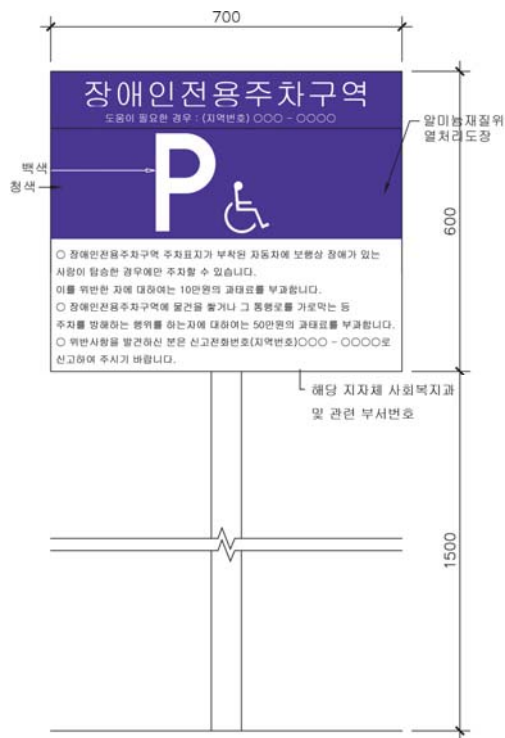 700
장애인전용주차구역
도움이 필요한 경우 : (지역번호) ○○○ - ○○○○
알미늄재질위
열처리도장
백색
청색
P
600
○ 장애인전용주차구역 주차표지가 부착된 자동차에 보행상 장애가 있는
사람이 탑승한 경우에만 주차할 수 있습니다.
이를 위반한 자에 대하여는 10만원의 과태료를 부과합니다.
○ 장애인전용주차구역에 물건을 쌓거나 그 통행로를 가로막는 등
주차를 방해하는 행위를 하는자에 대하여는 50만원의 과태료를 부과합니다.
○ 위반사항을 발견하신 분은 신고전화번호(지역번호)○○○ - ○○○○로
신고하여 주시기 바랍니다.
해당 지자체 사회복지과
및 관련 부서번호
1500